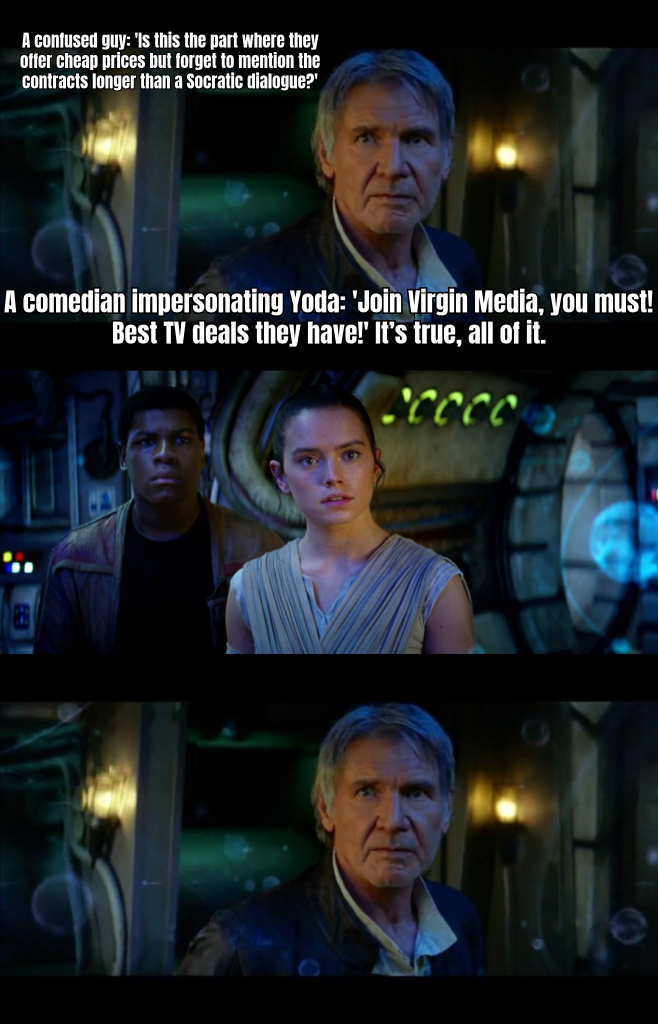 A confused guy: 'Is this the part where they
offer cheap prices but forget to mention the
contracts longer than a Socratic dialogue?'
A comedian impersonating Yoda: 'Join Virgin Media, you must!
Best TV deals they have!' It’s true, all of it.